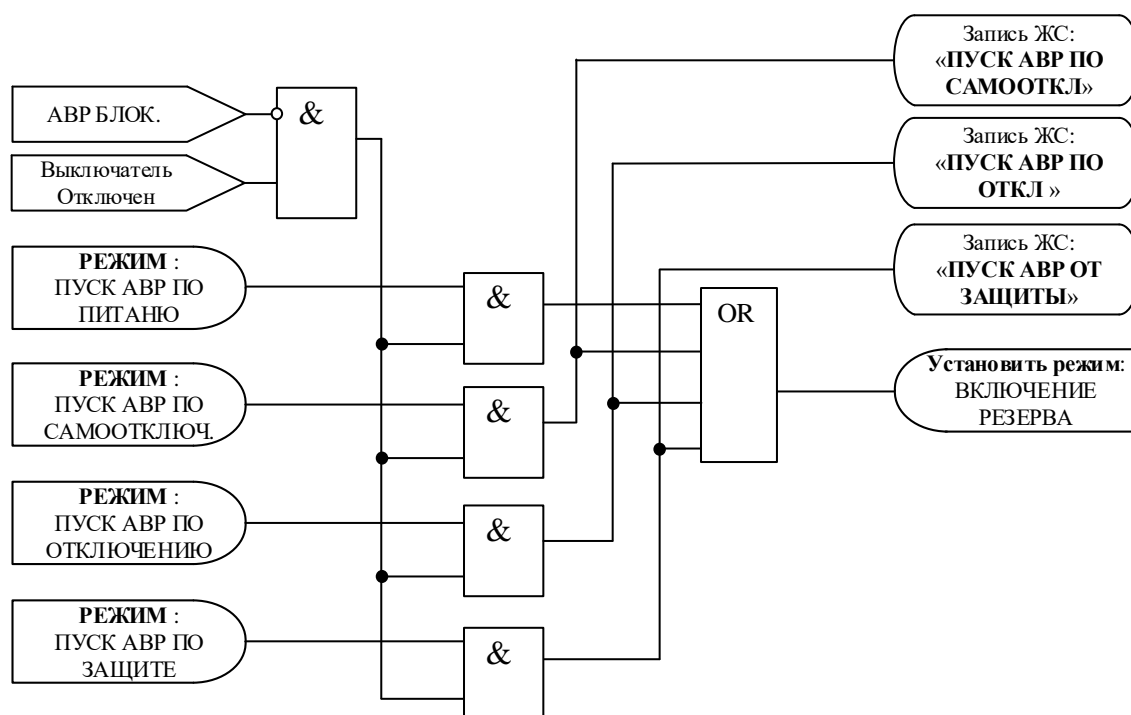 АВР БЛОК.
Выключатель
Отключен
&
РЕЖИМ :
ПУСК АВР ПО
ПИТАНЮ
РЕЖИМ :
ПУСК АВР ПО
САМООТКЛЮЧ.
РЕЖИМ :
ПУСК АВР ПО
ОТКЛЮЧЕНИЮ
РЕЖИМ :
ПУСК АВР ПО
ЗАЩИТЕ
&
&
&
&
OR
Запись ЖС:
«ПУСК АВР ПО
САМООТКЛ»
Запись ЖС:
«ПУСК АВР ПО
ОТКЛ »
Запись ЖС:
«ПУСК АВР ОТ
ЗАЩИТЫ»
Установить режим:
ВКЛЮЧЕНИЕ
РЕЗЕРВА